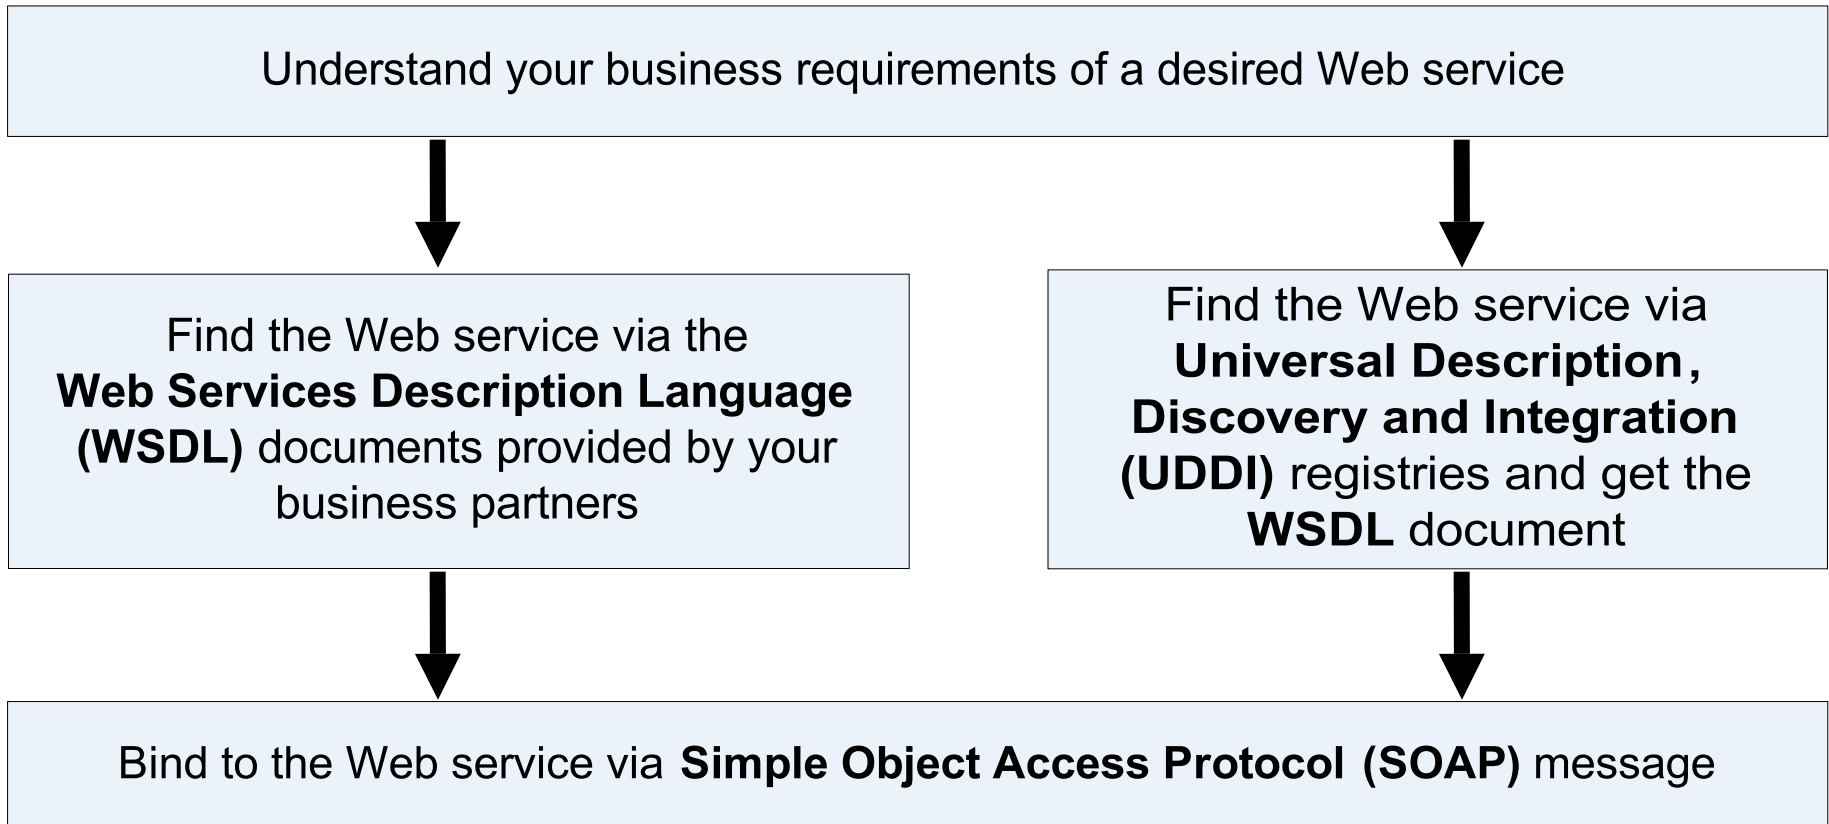 Understand your business requirements of a desired Web service
Find the Web service via the
Web Services Description Language
(WSDL) documents provided by your
business partners
Find the Web service via
Universal Description,
Discovery and Integration
(UDDI) registries and get the
WSDL document
Bind to the Web service via Simple Object Access Protocol (SOAP) message